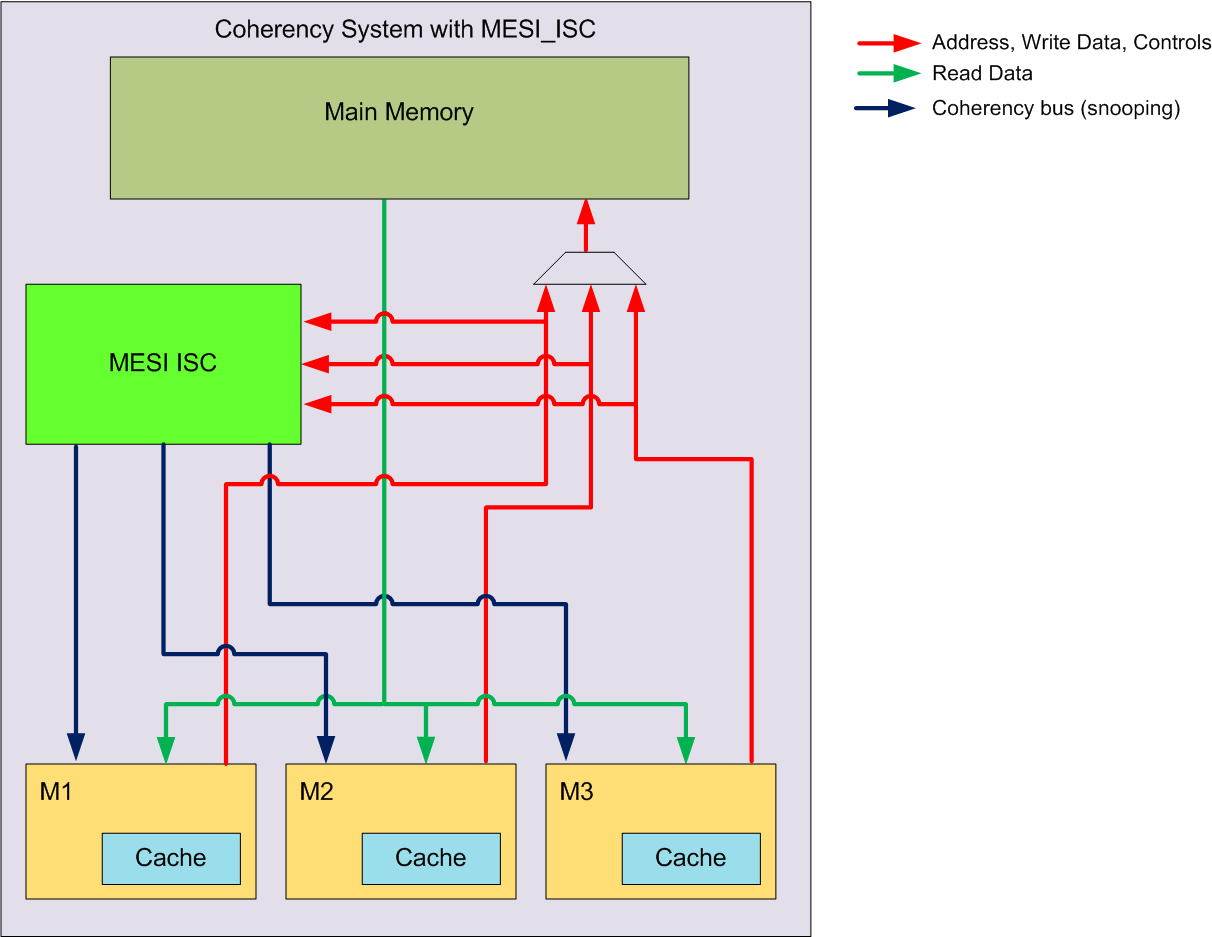 Coherency System with MESI_ISC
Main Memory
MESI ISC
M1
Cache
M2
Cache
M3
Cache
Address, Write Data, Controls
Read Data
Coherency bus (snooping)